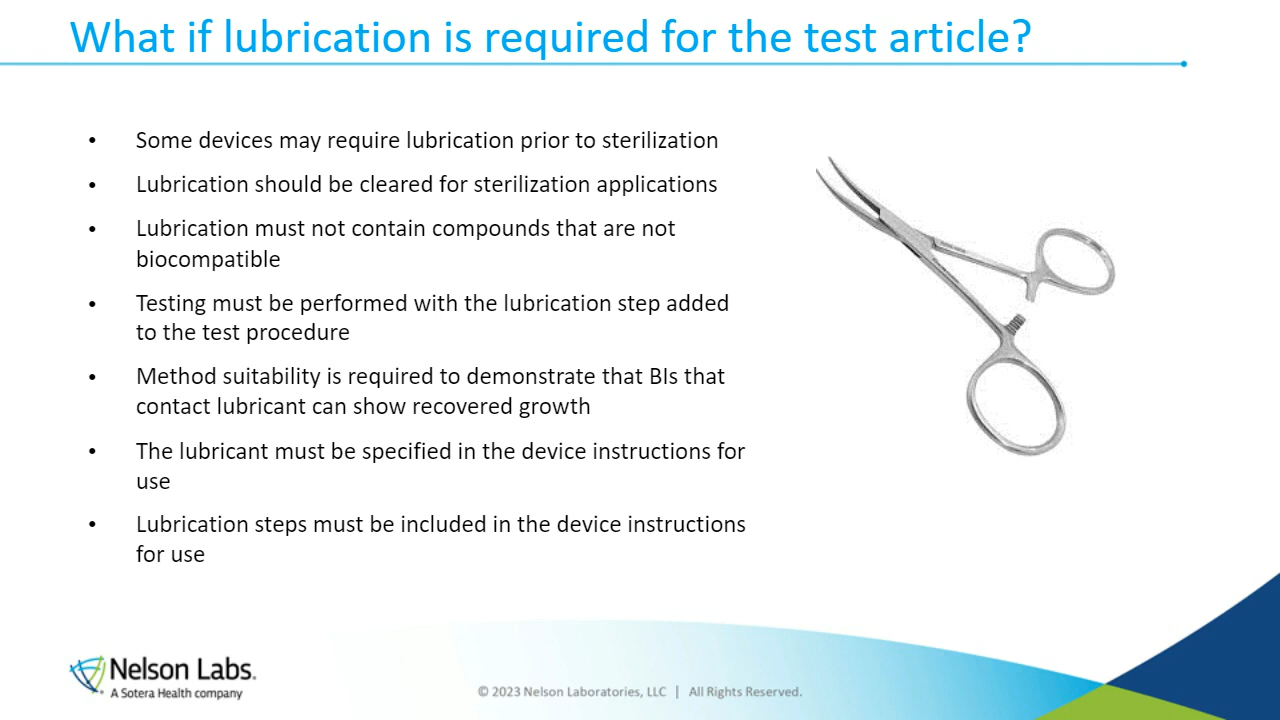 What if lubrication is required for the test article?
• Some devices may require lubrication prior to sterilization
• Lubrication should be cleared for sterilization applications
• Lubrication must not contain compounds that are not
biocompatible
• Testing must be performed with the lubrication step added
to the test procedure
• Method suitability is required to demonstrate that BIs that
contact lubricant can show recovered growth
• The lubricant must be specified in the device instructions for
use
• Lubrication steps must be included in the device instructions
for use
Nelson Labs.
A Sotera Health company
© 2023 Nelson Laboratories, LLC | All Rights Reserved.